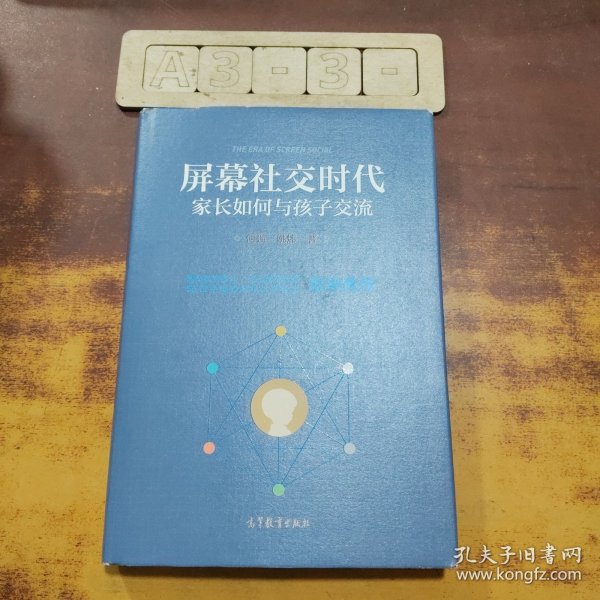 A3-3-
THE ERA OF SCREEN SOCIAL
屏幕社交时代
家长如何与孩子交流
著
高等教育出版社
孔夫子旧书网
www.kongfz.com